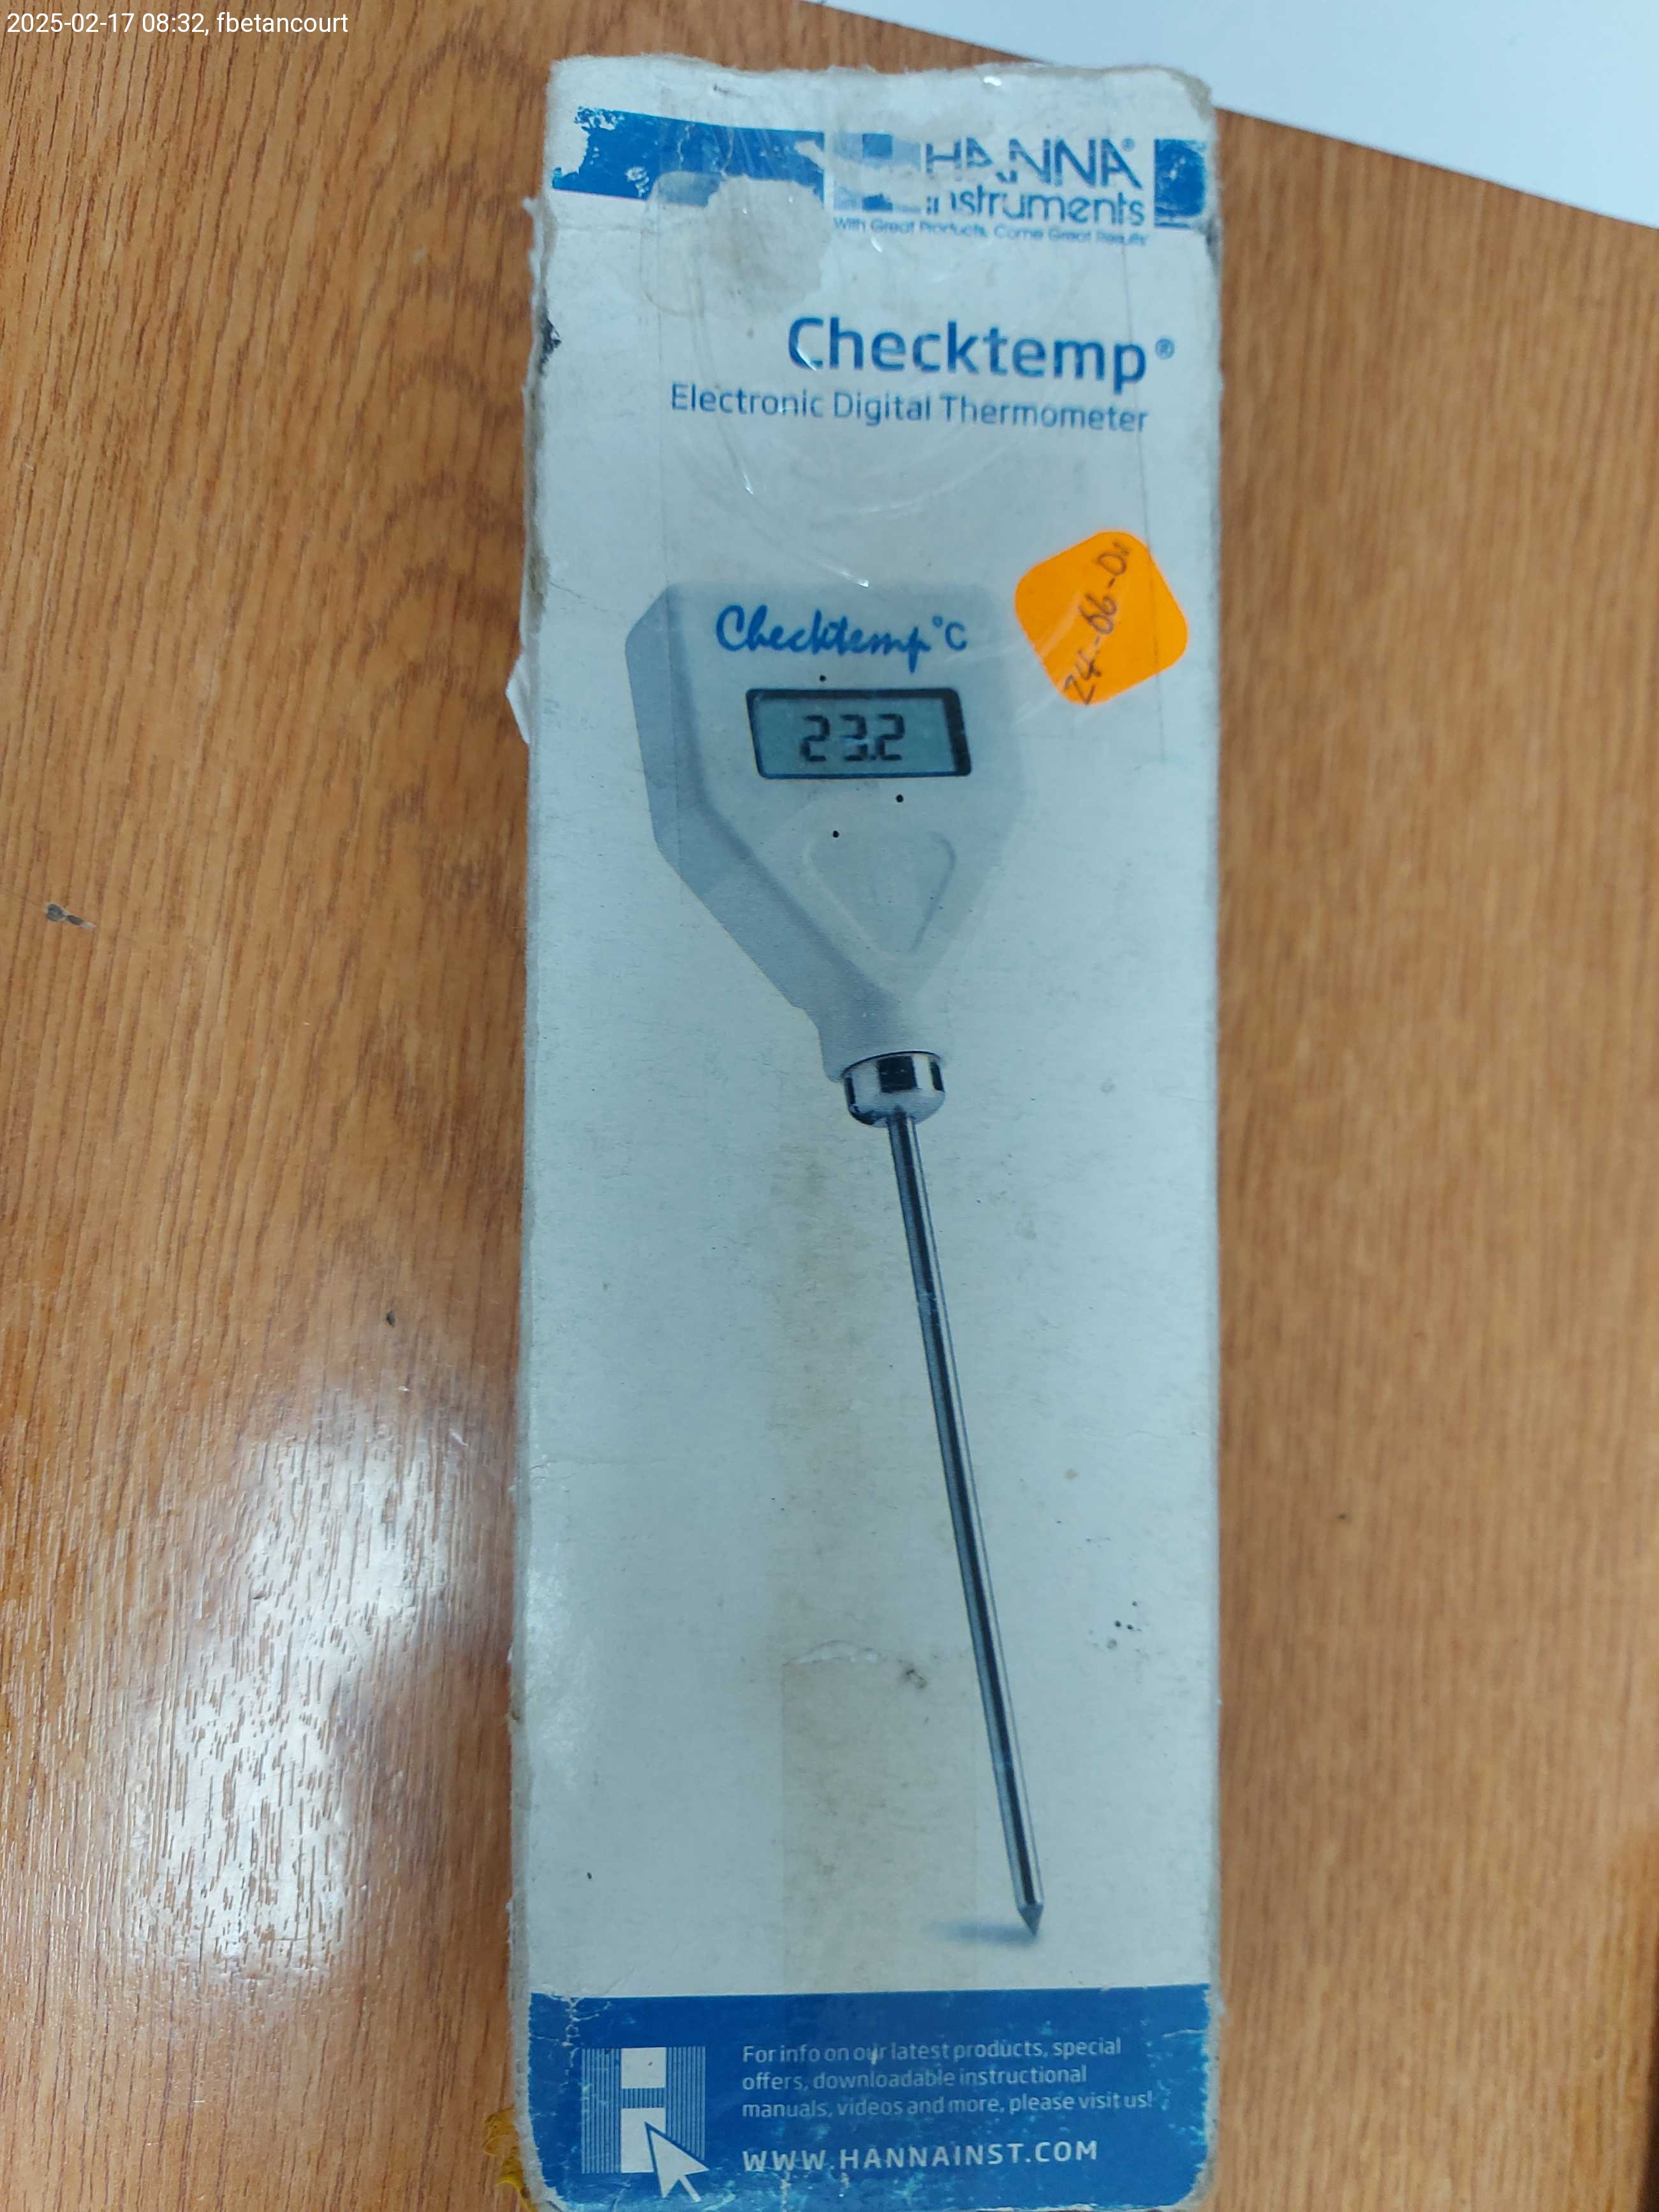 2025-02-17 08:32, fbetancourt
HANNA®
instruments
With Great Products, Come Great Results
Checktemp®
Electronic Digital Thermometer
24-06-01
Checktemp°C
23.2
For info on our latest products, special
offers, downloadable instructional
manuals, videos and more, please visit us!
WWW.HANNAINST.COM